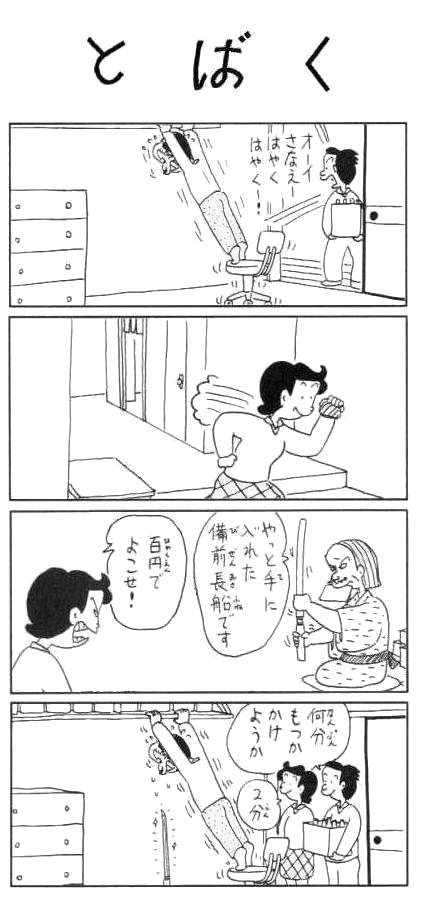 とばく
オーイ
さなえー
はやく
はやくー!
やっと手に
入れた
備前長船です
百円で
よこせ!
何分
もつか
かけ
ようか
2分